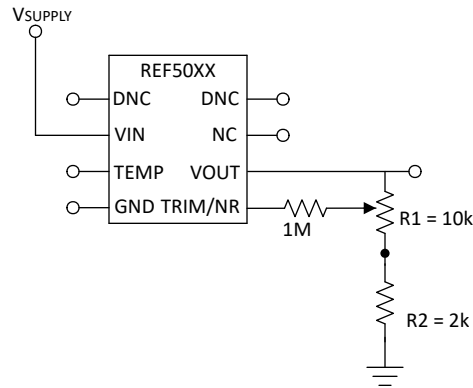 VSUPPLY
REF50XX
DNC DNC
VIN NC
TEMP VOUT
GND TRIM/NR
1M
R1 = 10k
R2 = 2k